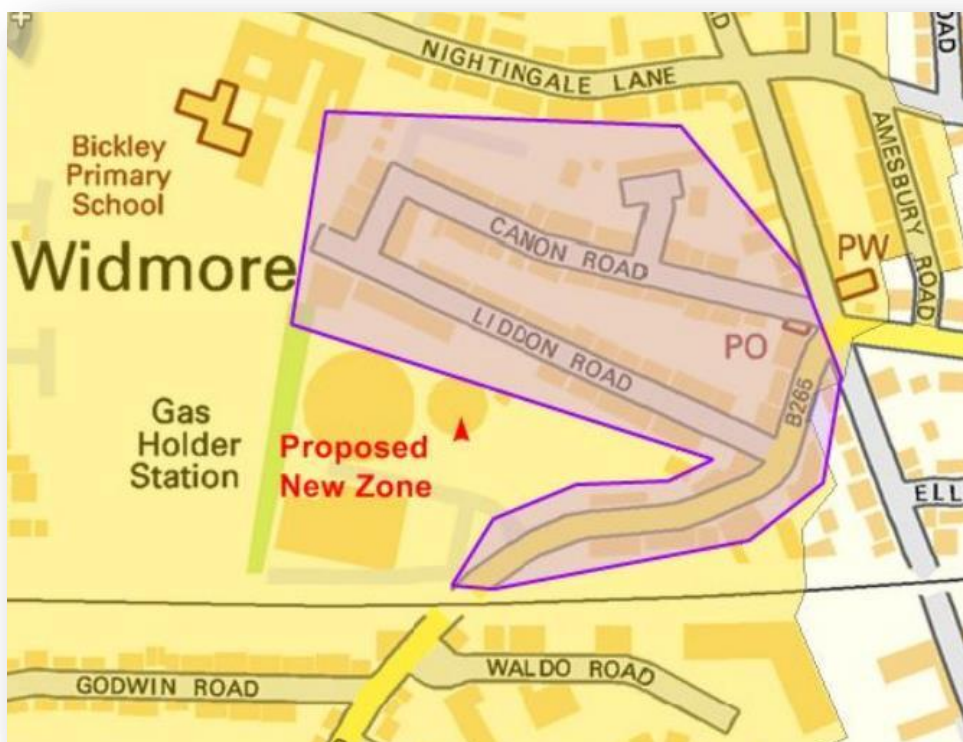 NIGHTINGALE LANE
Bickley
Primary
School
AMESBURY ROAD
Widmore
CANON ROAD
PW
LIDDON ROAD
PO
B265
Gas
Holder
Station
Proposed
New Zone
ELL
GODWIN ROAD
WALDO ROAD